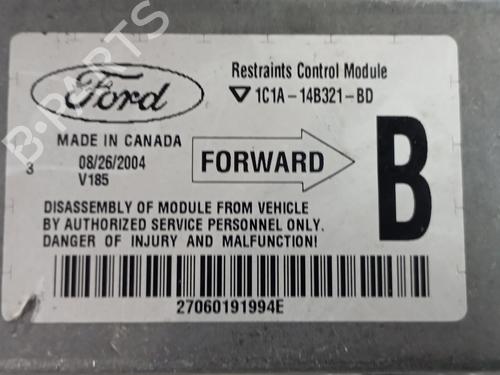 Ford
Restraints Control Module
1C1A-14B321-BD
MADE IN CANADA
08/26/2004
3
V185
FORWARD
B
DISASSEMBLY OF MODULE FROM VEHICLE
BY AUTHORIZED SERVICE PERSONNEL ONLY.
DANGER OF INJURY AND MALFUNCTION!
27060191994E
B-PARTS